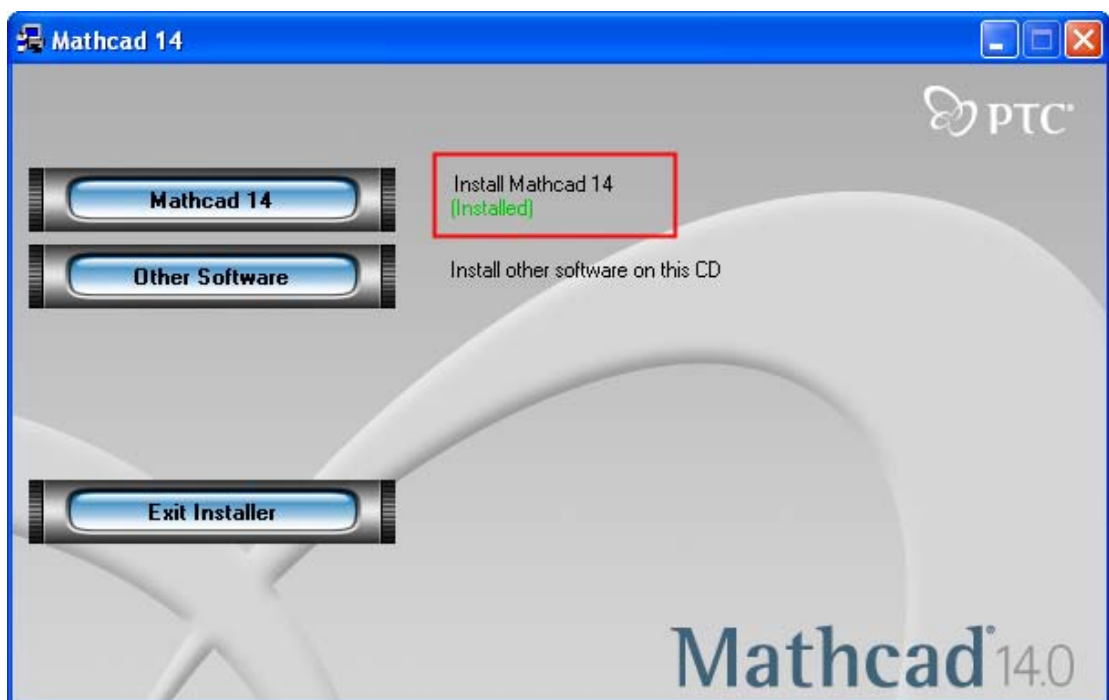 Mathcad 14
PTC®
Mathcad 14
Install Mathcad 14
(Installed)
Other Software
Install other software on this CD
Exit Installer
Mathcad® 14.0